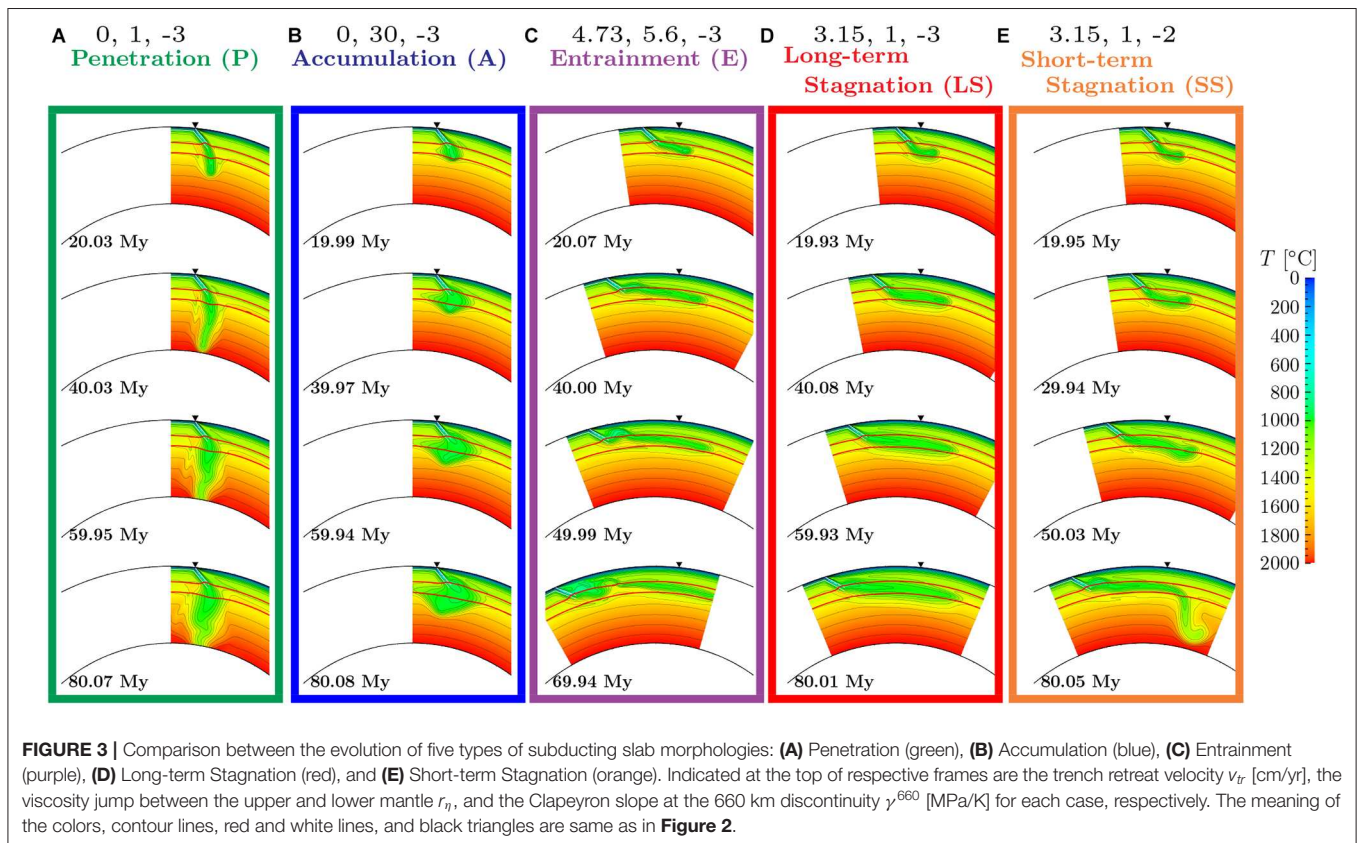 A 0, 1, -3
Penetration (P)
B 0, 30, -3
Accumulation (A)
C 4.73, 5.6, -3
Entrainment (E)
D 3.15, 1, -3
Long-term
Stagnation (LS)
E 3.15, 1, -2
Short-term
Stagnation (SS)
20.03 My
19.99 My
20.07 My
19.93 My
19.95 My
40.03 My
39.97 My
40.00 My
40.08 My
29.94 My
59.95 My
59.94 My
49.99 My
59.93 My
50.03 My
80.07 My
80.08 My
69.94 My
80.01 My
80.05 My
T [°C]
0
200
400
600
800
1000
1200
1400
1600
1800
2000
FIGURE 3 | Comparison between the evolution of five types of subducting slab morphologies: (A) Penetration (green), (B) Accumulation (blue), (C) Entrainment
(purple), (D) Long-term Stagnation (red), and (E) Short-term Stagnation (orange). Indicated at the top of respective frames are the trench retreat velocity vtr [cm/yr], the
viscosity jump between the upper and lower mantle rη, and the Clapeyron slope at the 660 km discontinuity γ^660 [MPa/K] for each case, respectively. The meaning of
the colors, contour lines, red and white lines, and black triangles are same as in Figure 2.